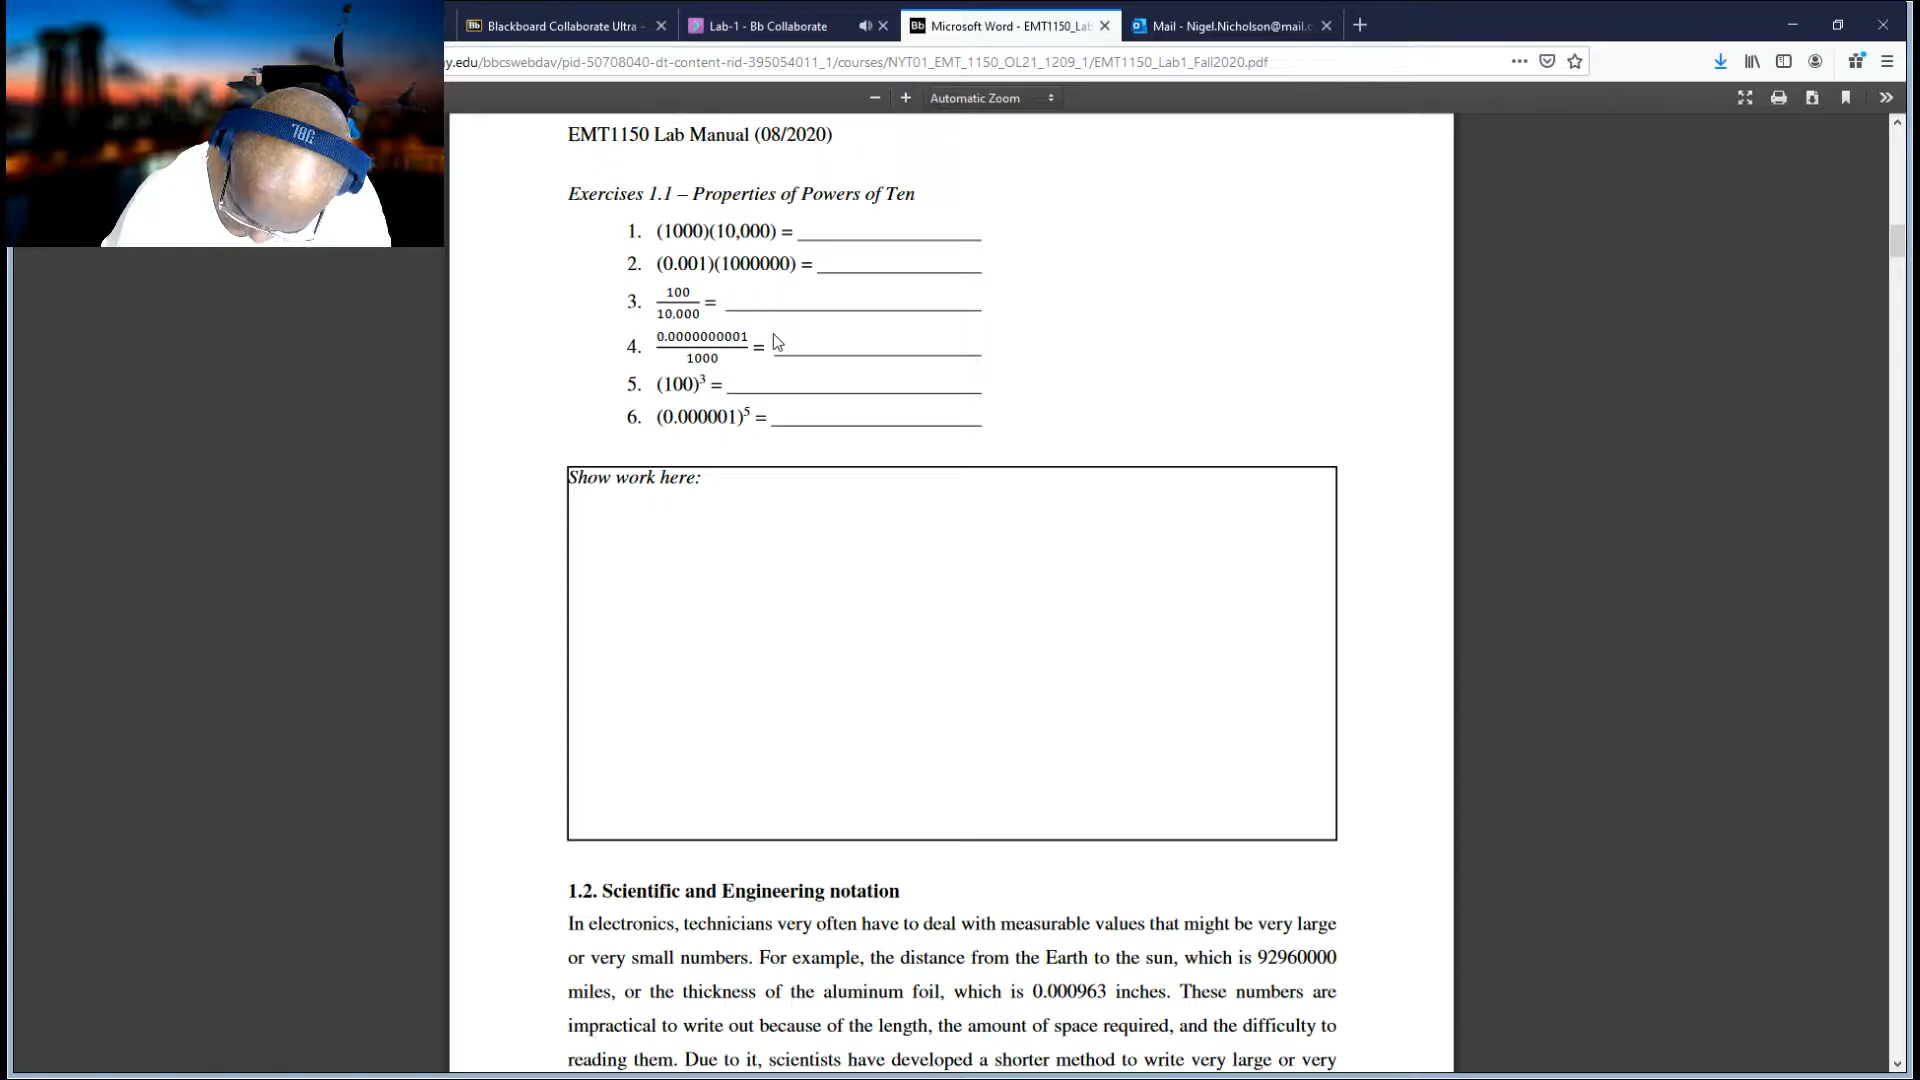 Blackboard Collaborate Ultra -
Lab-1 - Bb Collaborate
Microsoft Word - EMT1150_La
Mail - Nigel.Nicholson@mail.c
y.edu/bbcswebdav/pid-50708040-dt-content-rid-395054011_1/courses/NYT01_EMT_1150_OL21_1209_1/EMT1150_Lab1_Fall2020.pdf
Automatic Zoom
JBL
EMT1150 Lab Manual (08/2020)
Exercises 1.1 – Properties of Powers of Ten
1. (1000)(10,000) = ________
2. (0.001)(1000000) = ________
3. 100/10,000 = ________
4. 0.0000000001/1000 = ________
5. (100)³ = ________
6. (0.000001)⁵ = ________
Show work here:
1.2. Scientific and Engineering notation
In electronics, technicians very often have to deal with measurable values that might be very large
or very small numbers. For example, the distance from the Earth to the sun, which is 92960000
miles, or the thickness of the aluminum foil, which is 0.000963 inches. These numbers are
impractical to write out because of the length, the amount of space required, and the difficulty to
reading them. Due to it, scientists have developed a shorter method to write very large or very